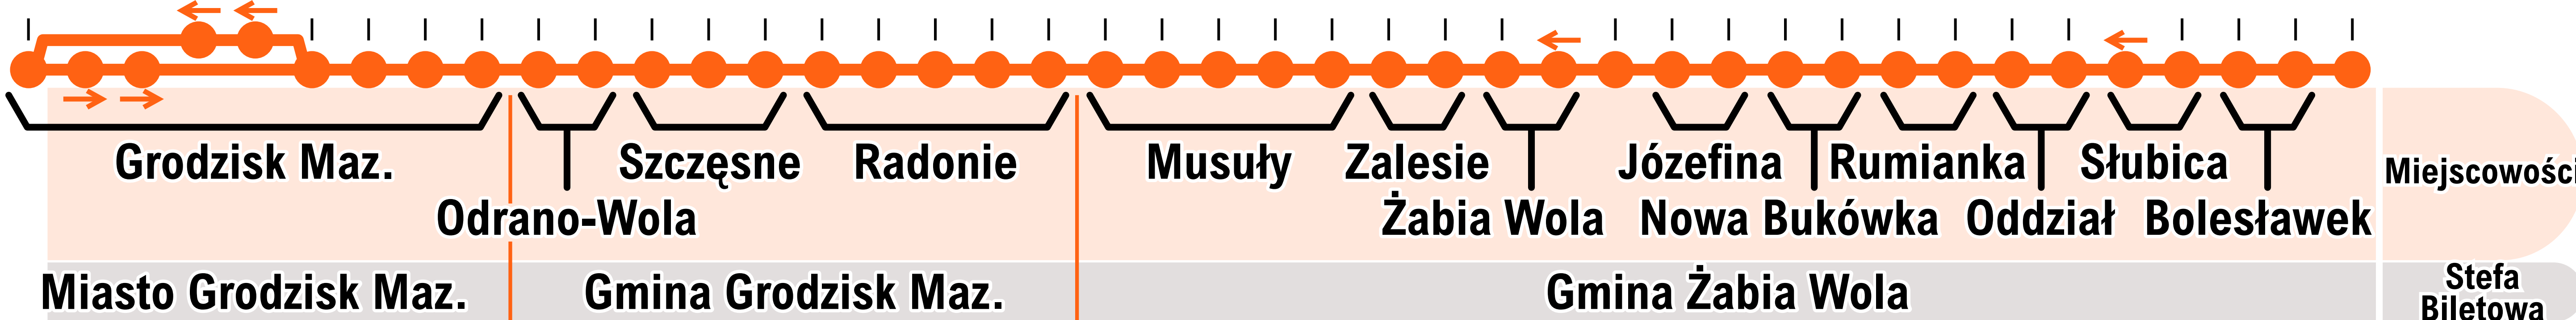 Grodzisk Maz. Szczęsne Radonie Musuły Zalesie Józefina Rumianka Słubica Miejscowości
Odrano-Wola Żabia Wola Nowa Bukówka Oddział Bolesławek
Miasto Grodzisk Maz. Gmina Grodzisk Maz. Gmina Żabia Wola Stefa
Biletowa